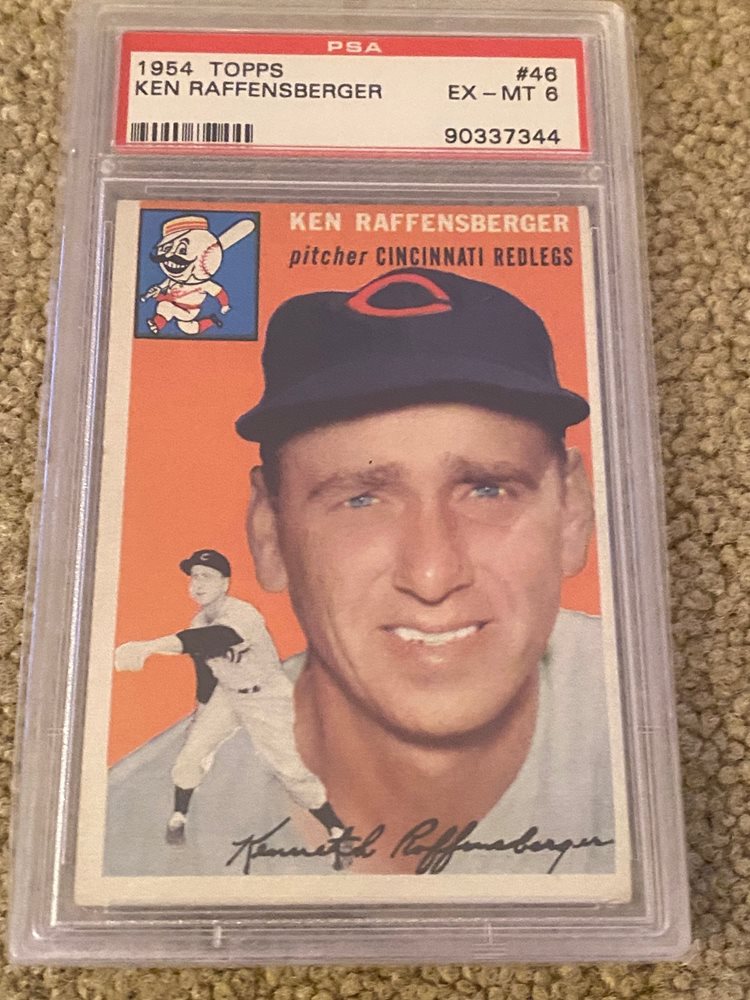 PSA
1954 TOPPS #46
KEN RAFFENSBERGER EX - MT 6
90337344
KEN RAFFENSBERGER
pitcher CINCINNATI REDLEGS
C
Kenneth Raffensberger